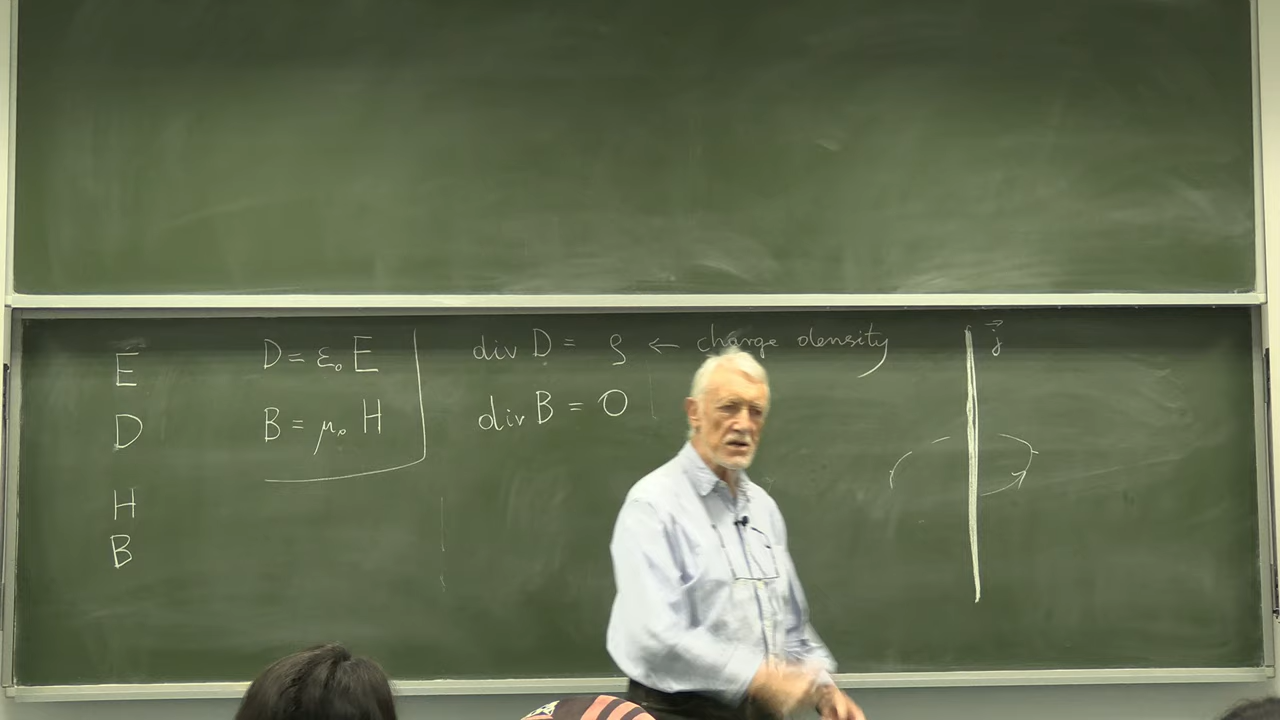 E
D
H
B
D = ε₀ E
B = μ₀ H
div D = ρ ← charge density
div B = 0
j⃗